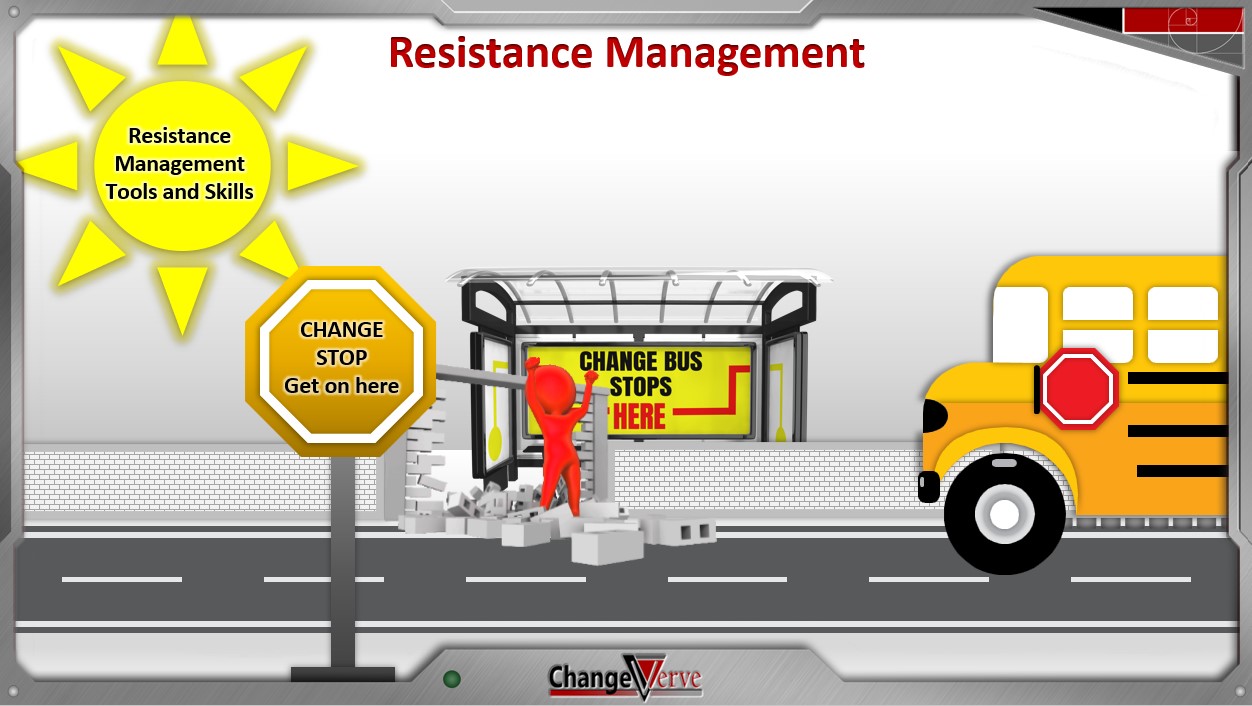 Resistance Management
Resistance
Management
Tools and Skills
CHANGE
STOP
Get on here
CHANGE BUS
STOPS
HERE
ChangeVerve